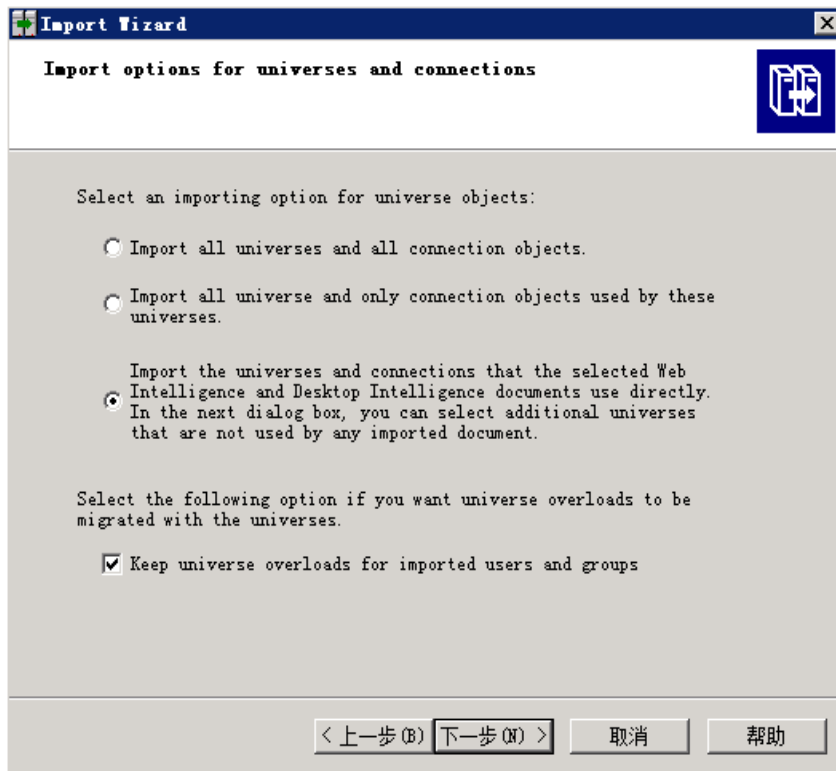 Import Wizard
Import options for universes and connections
Select an importing option for universe objects:
Import all universes and all connection objects.
Import all universe and only connection objects used by these
universes.
Import the universes and connections that the selected Web
Intelligence and Desktop Intelligence documents use directly.
In the next dialog box, you can select additional universes
that are not used by any imported document.
Select the following option if you want universe overloads to be
migrated with the universes.
Keep universe overloads for imported users and groups
< 上一步(B) 下一步(N) > 取消 帮助